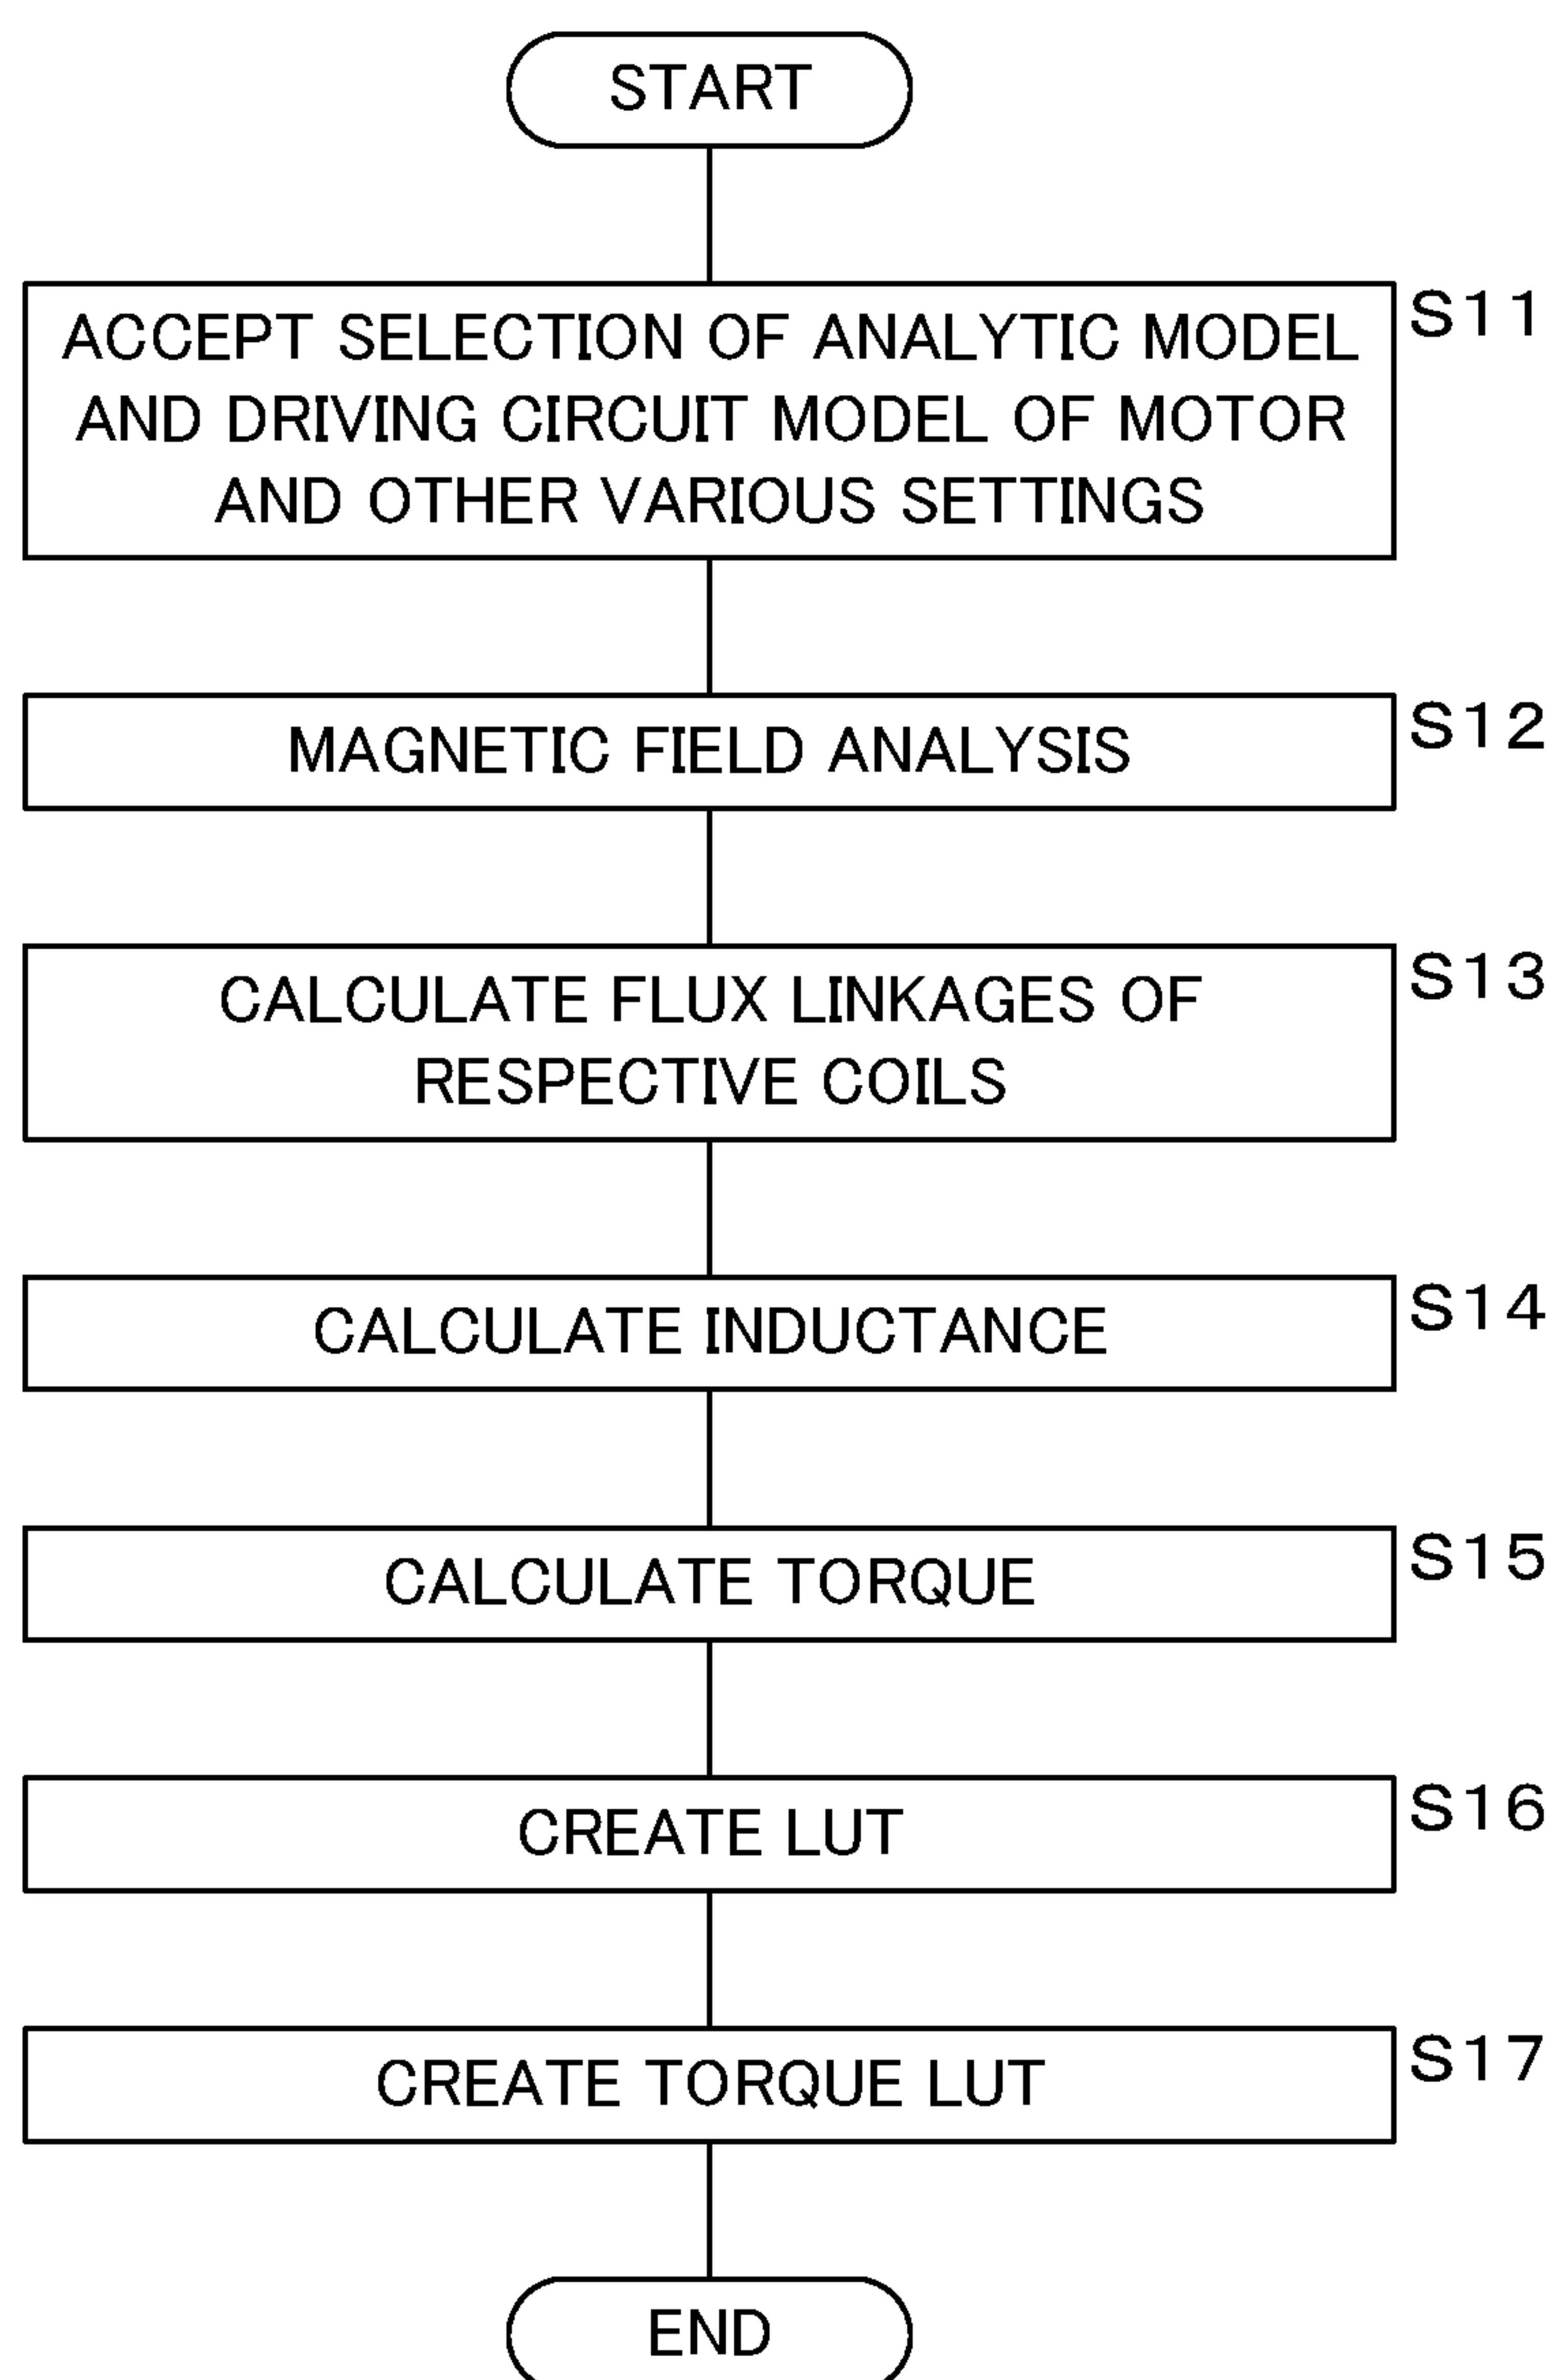 START
S11
ACCEPT SELECTION OF ANALYTIC MODEL
AND DRIVING CIRCUIT MODEL OF MOTOR
AND OTHER VARIOUS SETTINGS
S12
MAGNETIC FIELD ANALYSIS
S13
CALCULATE FLUX LINKAGES OF
RESPECTIVE COILS
S14
CALCULATE INDUCTANCE
S15
CALCULATE TORQUE
S16
CREATE LUT
S17
CREATE TORQUE LUT
END